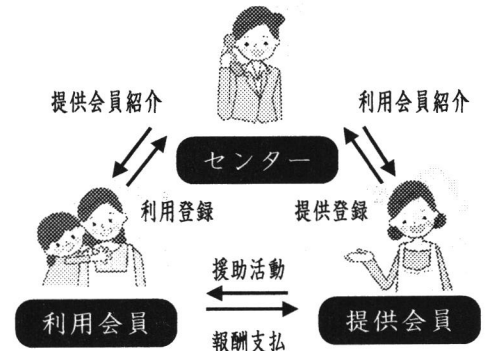 提供会員紹介
利用会員紹介
センター
利用登録
提供登録
援助活動
利用会員
提供会員
報酬支払